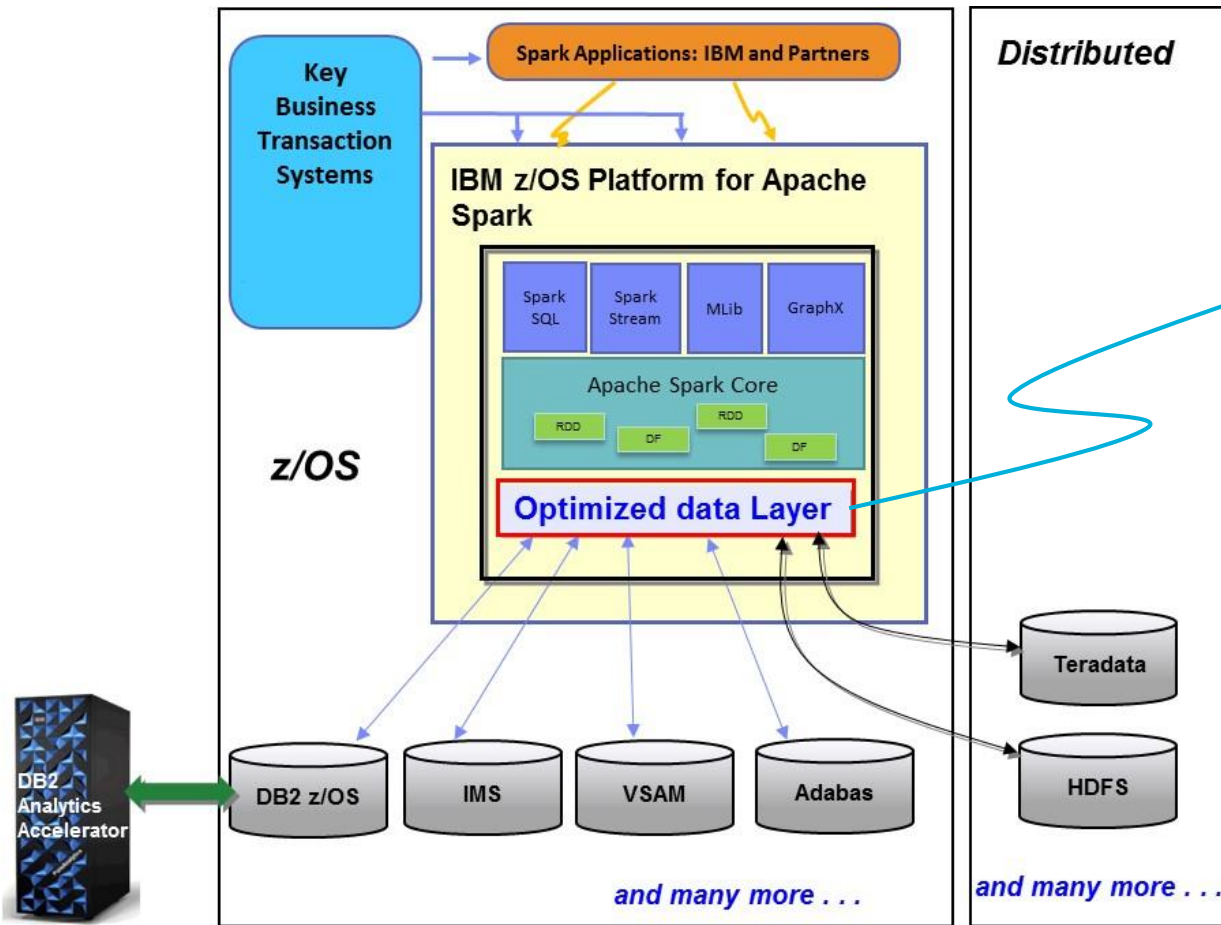 Key
Business
Transaction
Systems
Spark Applications: IBM and Partners
Distributed
IBM z/OS Platform for Apache
Spark
Spark
SQL
Spark
Stream
MLib
GraphX
Apache Spark Core
RDD
DF
RDD
DF
z/OS
Optimized data Layer
Teradata
HDFS
DB2
Analytics
Accelerator
DB2 z/OS
IMS
VSAM
Adabas
and many more . . .
and many more . . .